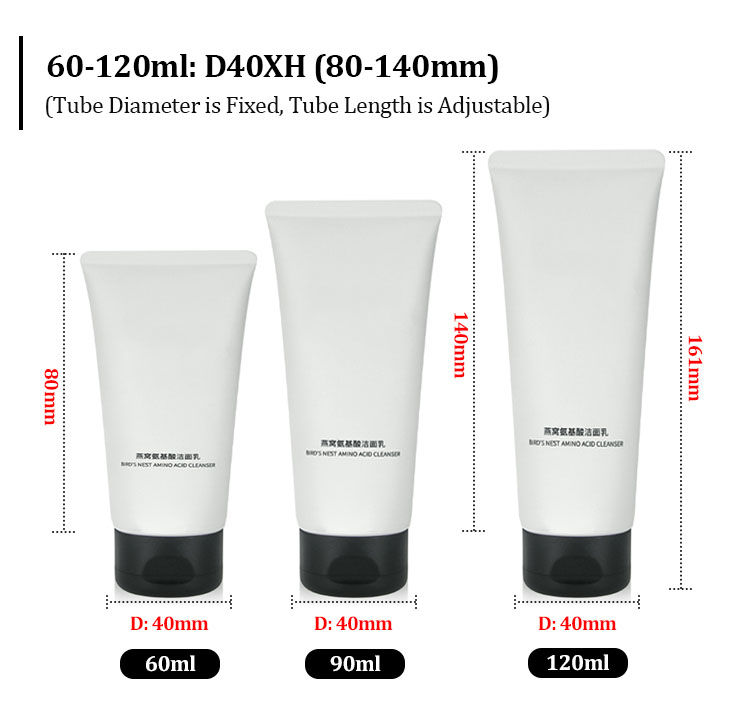 60-120ml: D40XH (80-140mm)
(Tube Diameter is Fixed, Tube Length is Adjustable)
80mm
140mm
161mm
燕窝氨基酸洁面乳
BIRD'S NEST AMINO ACID CLEANSER
燕窝氨基酸洁面乳
BIRD'S NEST AMINO ACID CLEANSER
燕窝氨基酸洁面乳
BIRD'S NEST AMINO ACID CLEANSER
D: 40mm
D: 40mm
D: 40mm
60ml
90ml
120ml